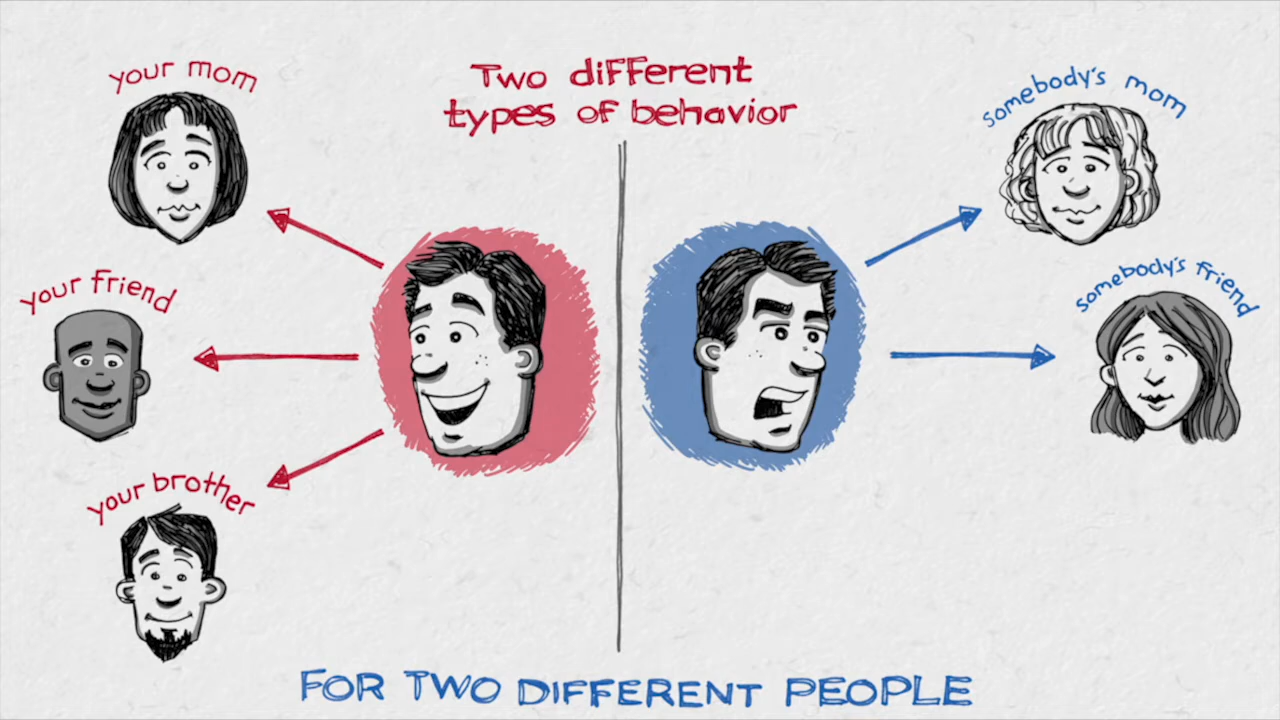 Two different
types of behavior
your mom
your friend
your brother
somebody's mom
somebody's friend
FOR TWO DIFFERENT PEOPLE